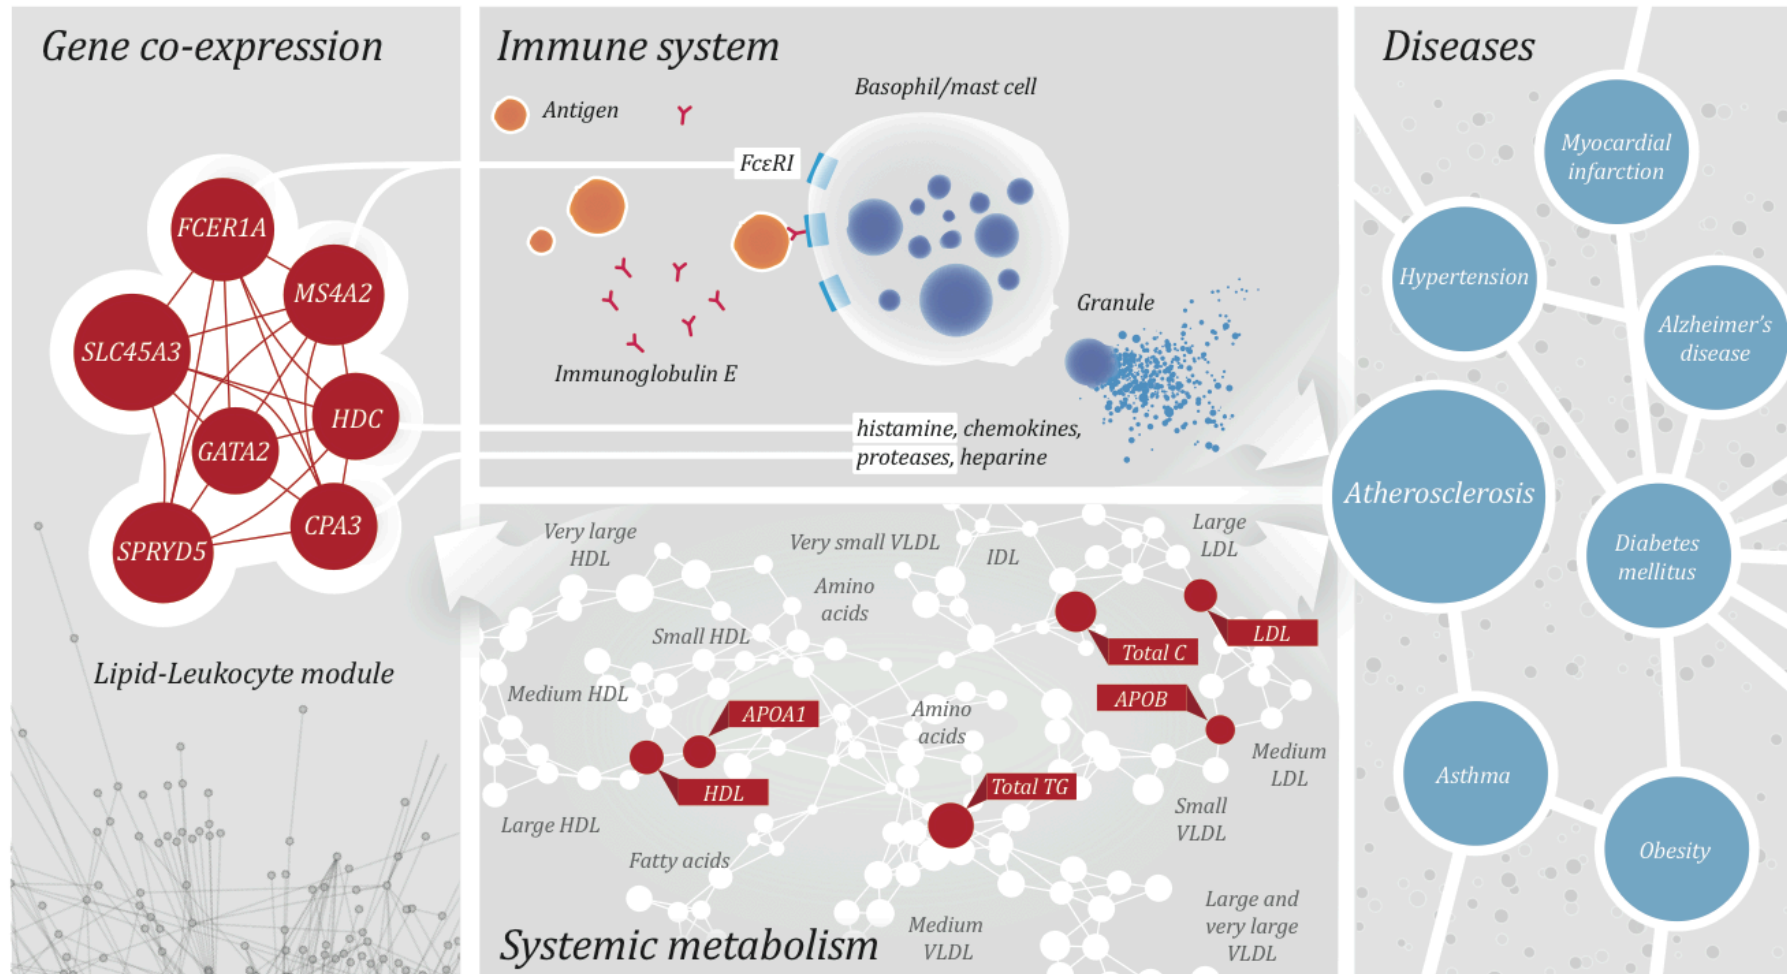 Gene co-expression
FCER1A
MS4A2
SLC45A3
HDC
GATA2
CPA3
SPRYD5
Lipid-Leukocyte module
Immune system
Basophil/mast cell
Antigen
FcεRI
Granule
Immunoglobulin E
histamine, chemokines,
proteases, heparine
Very large
HDL
Very small VLDL
IDL
Large
LDL
Amino
acids
Small HDL
LDL
Total C
Medium HDL
APOB
APOA1
Amino
acids
Medium
LDL
HDL
Total TG
Large HDL
Small
VLDL
Fatty acids
Large and
very large
VLDL
Medium
VLDL
Systemic metabolism
Diseases
Myocardial
infarction
Hypertension
Alzheimer's
disease
Atherosclerosis
Diabetes
mellitus
Asthma
Obesity